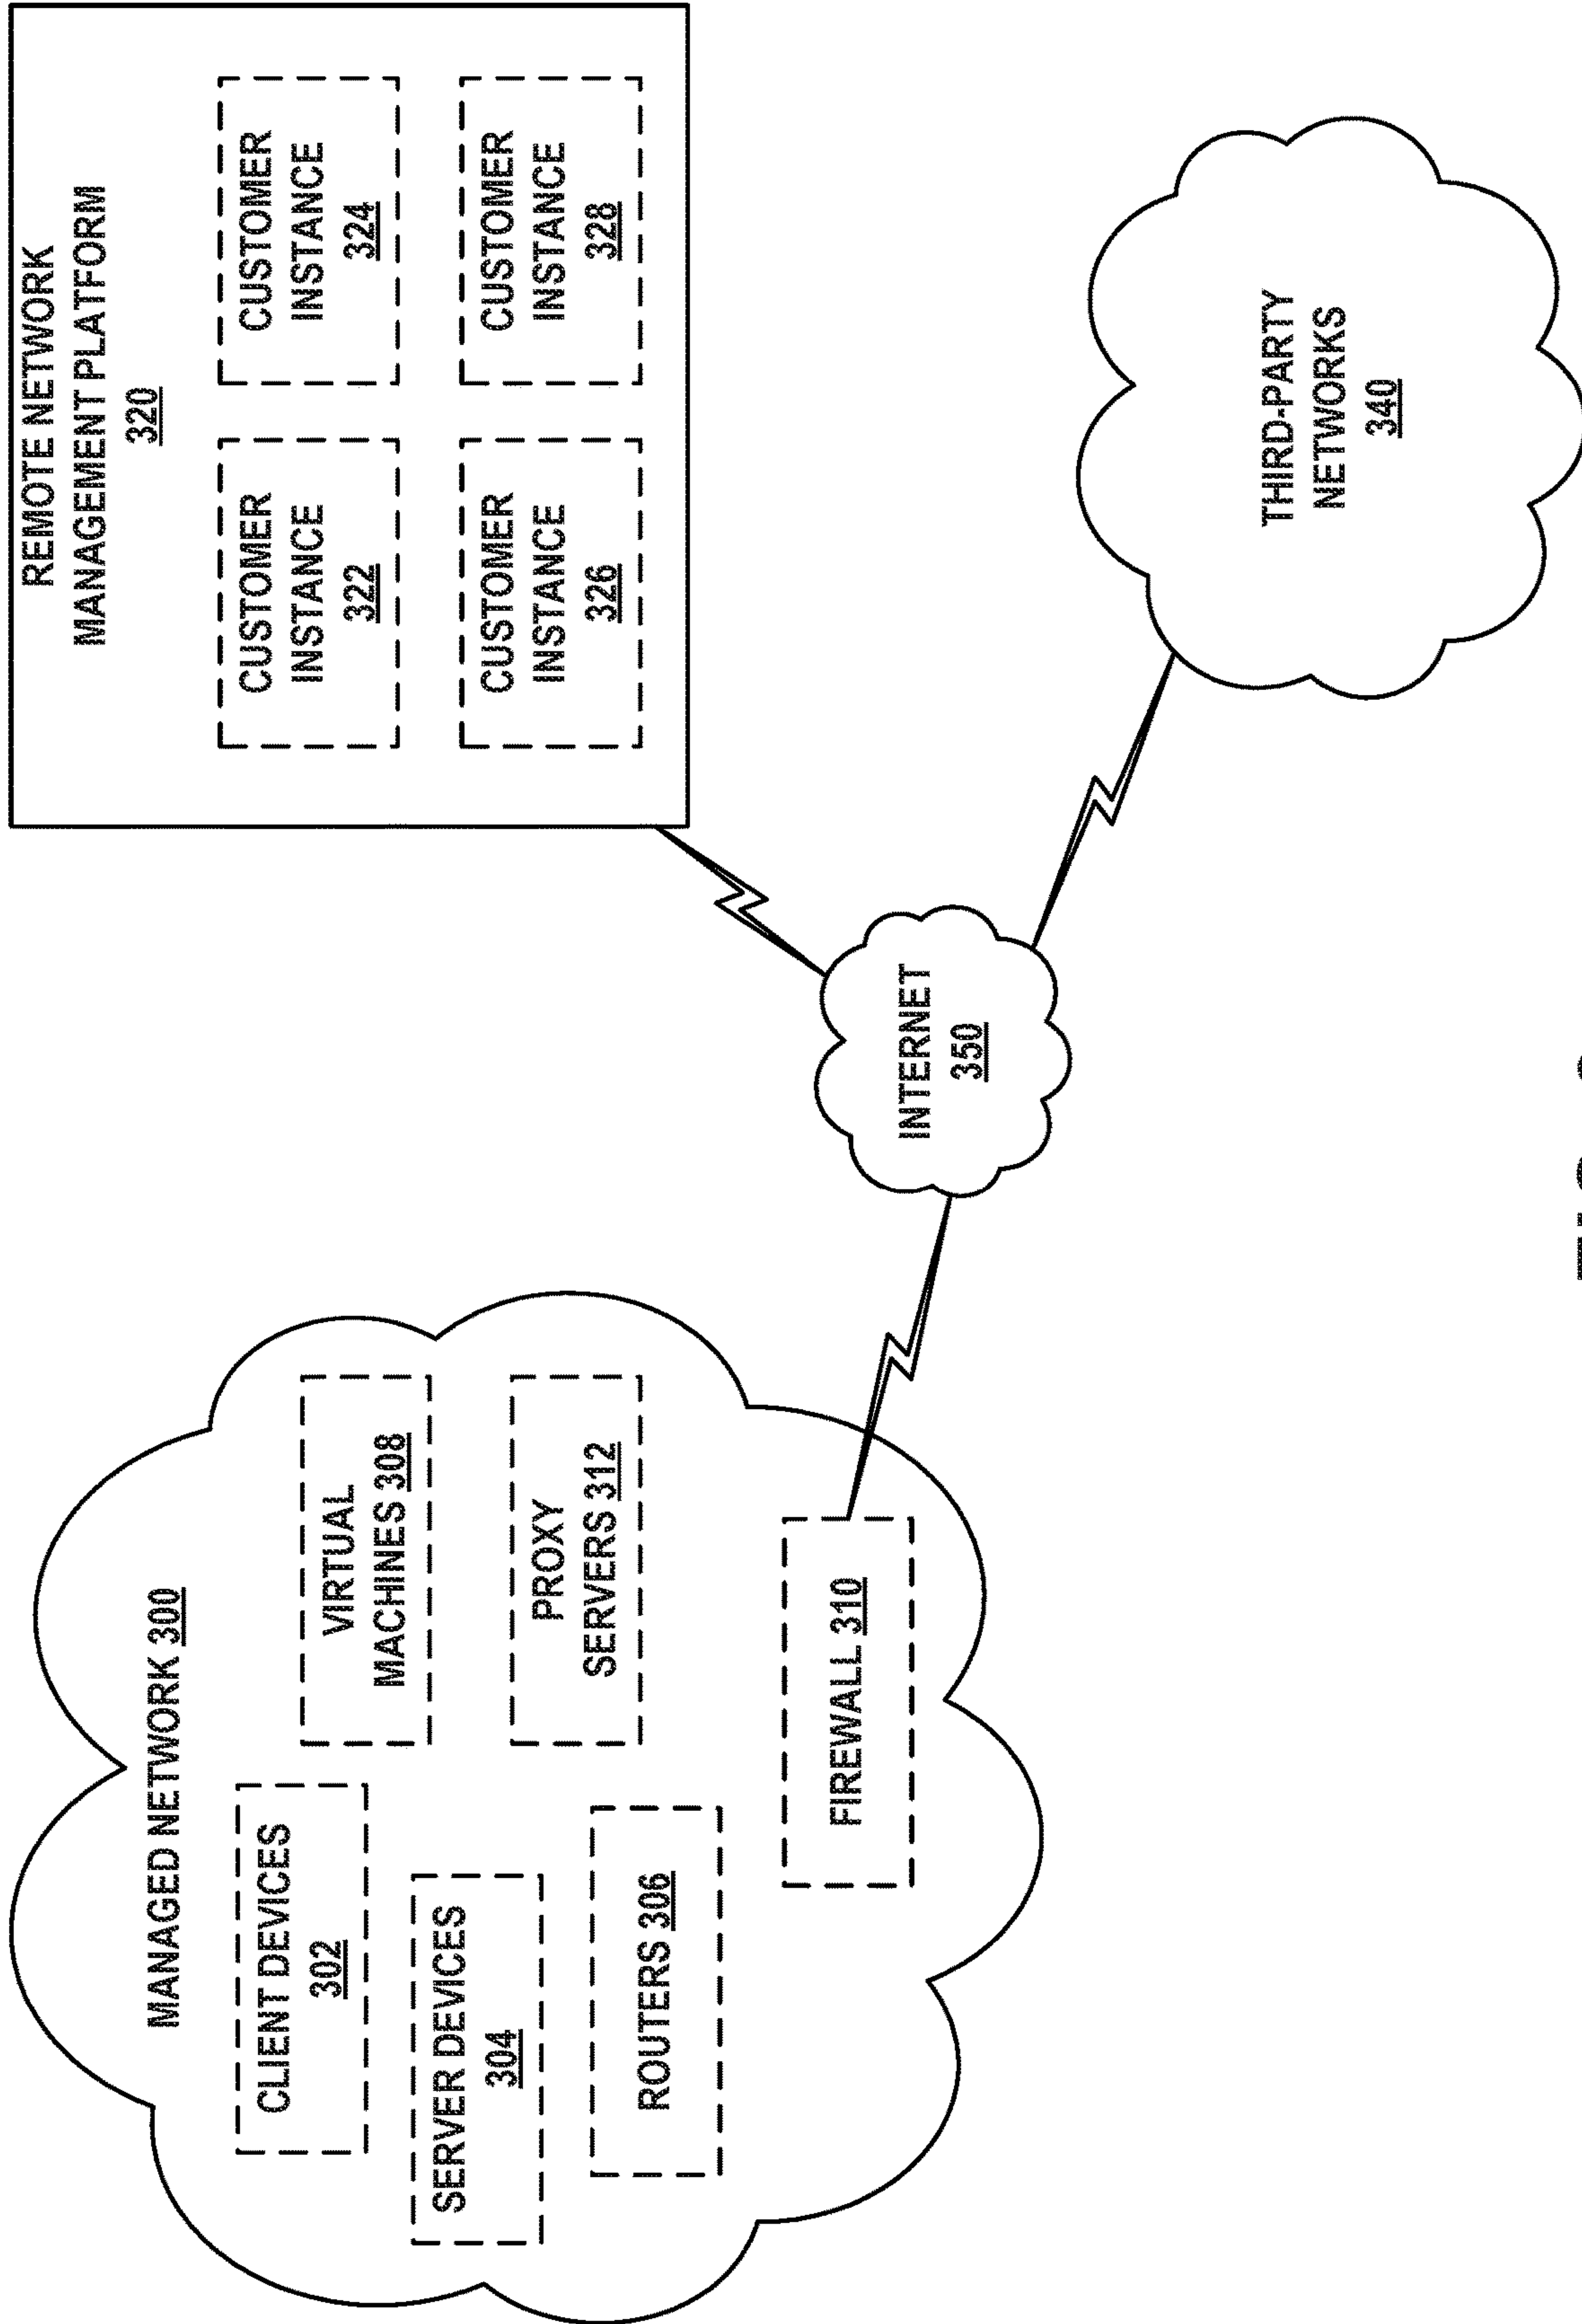 MANAGED NETWORK 300
CLIENT DEVICES
302
SERVER DEVICES
304
ROUTERS 306
VIRTUAL
MACHINES 308
PROXY
SERVERS 312
FIREWALL 310
INTERNET
350
REMOTE NETWORK
MANAGEMENT PLATFORM
320
CUSTOMER
INSTANCE
322
CUSTOMER
INSTANCE
324
CUSTOMER
INSTANCE
326
CUSTOMER
INSTANCE
328
THIRD-PARTY
NETWORKS
340